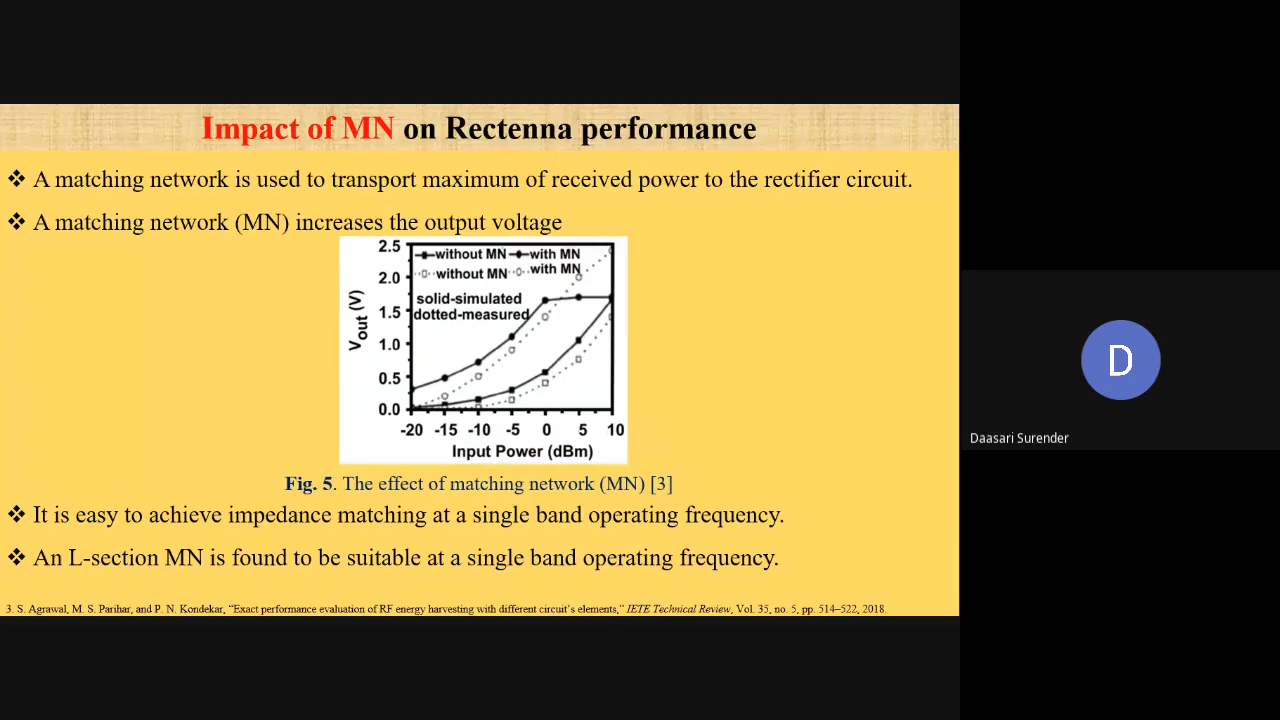 Impact of MN on Rectenna performance
❖ A matching network is used to transport maximum of received power to the rectifier circuit.
❖ A matching network (MN) increases the output voltage
2.5
2.0
1.5
1.0
0.5
0.0
Vout (V)
without MN with MN
without MN with MN
solid-simulated
dotted-measured
-20 -15 -10 -5 0 5 10
Input Power (dBm)
Fig. 5. The effect of matching network (MN) [3]
❖ It is easy to achieve impedance matching at a single band operating frequency.
❖ An L-section MN is found to be suitable at a single band operating frequency.
3. S. Agrawal, M. S. Parihar, and P. N. Kondekar, “Exact performance evaluation of RF energy harvesting with different circuit’s elements,” IETE Technical Review, Vol. 35, no. 5, pp. 514–522, 2018.
D
Daasari Surender